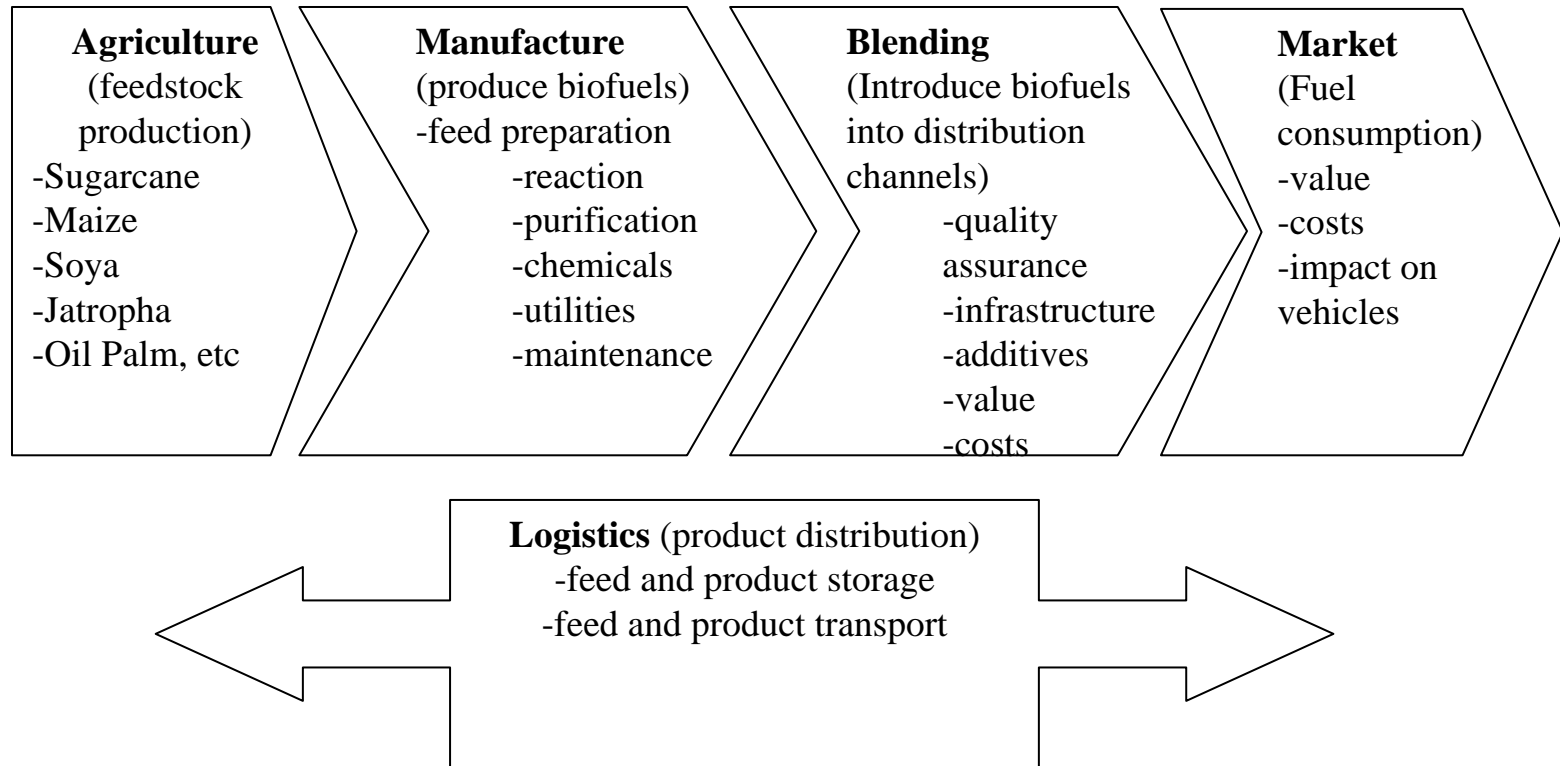 Agriculture
(feedstock
production)
-Sugarcane
-Maize
-Soya
-Jatropha
-Oil Palm, etc
Manufacture
(produce biofuels)
-feed preparation
-reaction
-purification
-chemicals
-utilities
-maintenance
Blending
(Introduce biofuels
into distribution
channels)
-quality
assurance
-infrastructure
-additives
-value
-costs
Market
(Fuel
consumption)
-value
-costs
-impact on
vehicles
Logistics (product distribution)
-feed and product storage
-feed and product transport